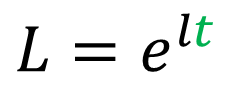 L = e^{lt}